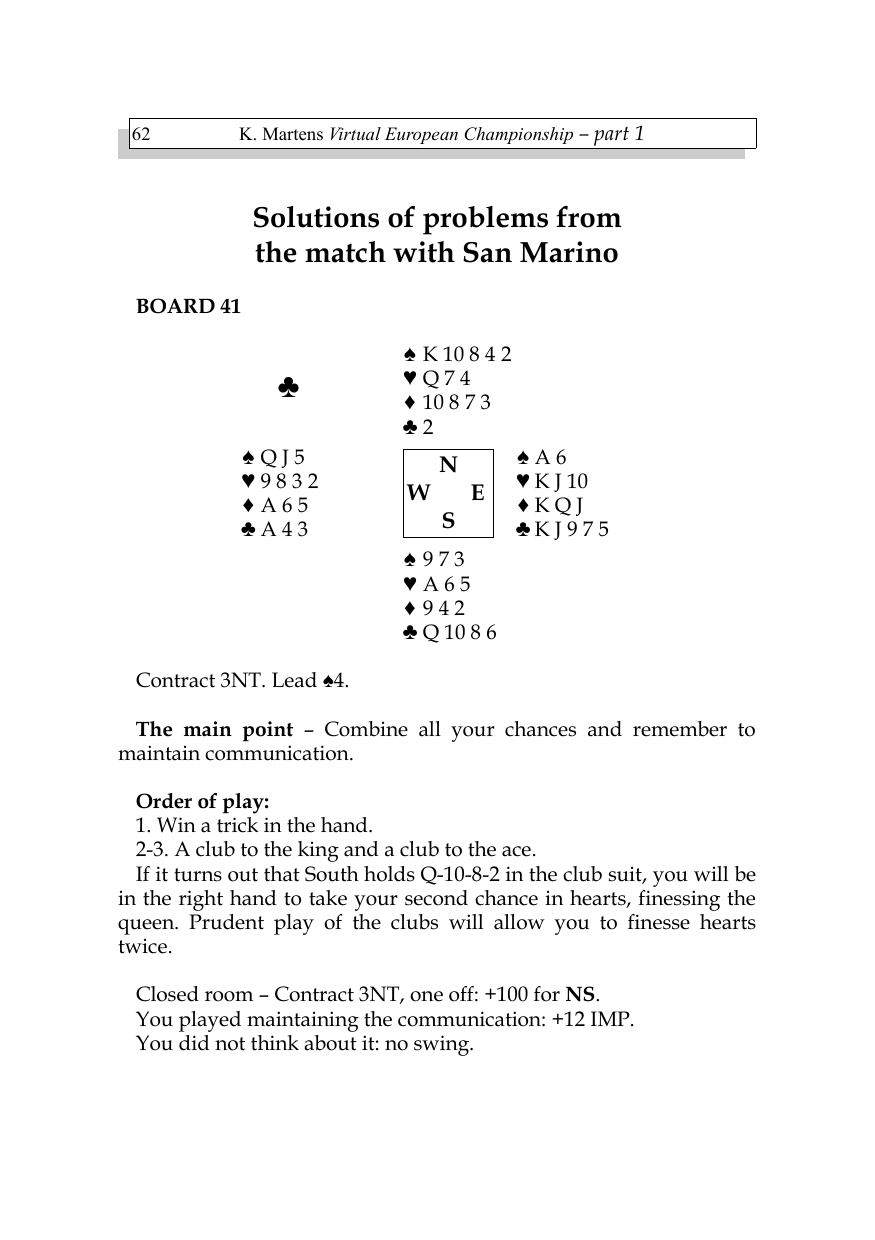 62 K. Martens Virtual European Championship – part 1
Solutions of problems from
the match with San Marino
BOARD 41
♣
♠ K 10 8 4 2
♥ Q 7 4
♦ 10 8 7 3
♣ 2
♠ Q J 5
♥ 9 8 3 2
♦ A 6 5
♣ A 4 3
N
W E
S
♠ A 6
♥ K J 10
♦ K Q J
♣ K J 9 7 5
♠ 9 7 3
♥ A 6 5
♦ 9 4 2
♣ Q 10 8 6
Contract 3NT. Lead ♠4.
The main point – Combine all your chances and remember to
maintain communication.
Order of play:
1. Win a trick in the hand.
2-3. A club to the king and a club to the ace.
If it turns out that South holds Q-10-8-2 in the club suit, you will be
in the right hand to take your second chance in hearts, finessing the
queen. Prudent play of the clubs will allow you to finesse hearts
twice.
Closed room – Contract 3NT, one off: +100 for NS.
You played maintaining the communication: +12 IMP.
You did not think about it: no swing.